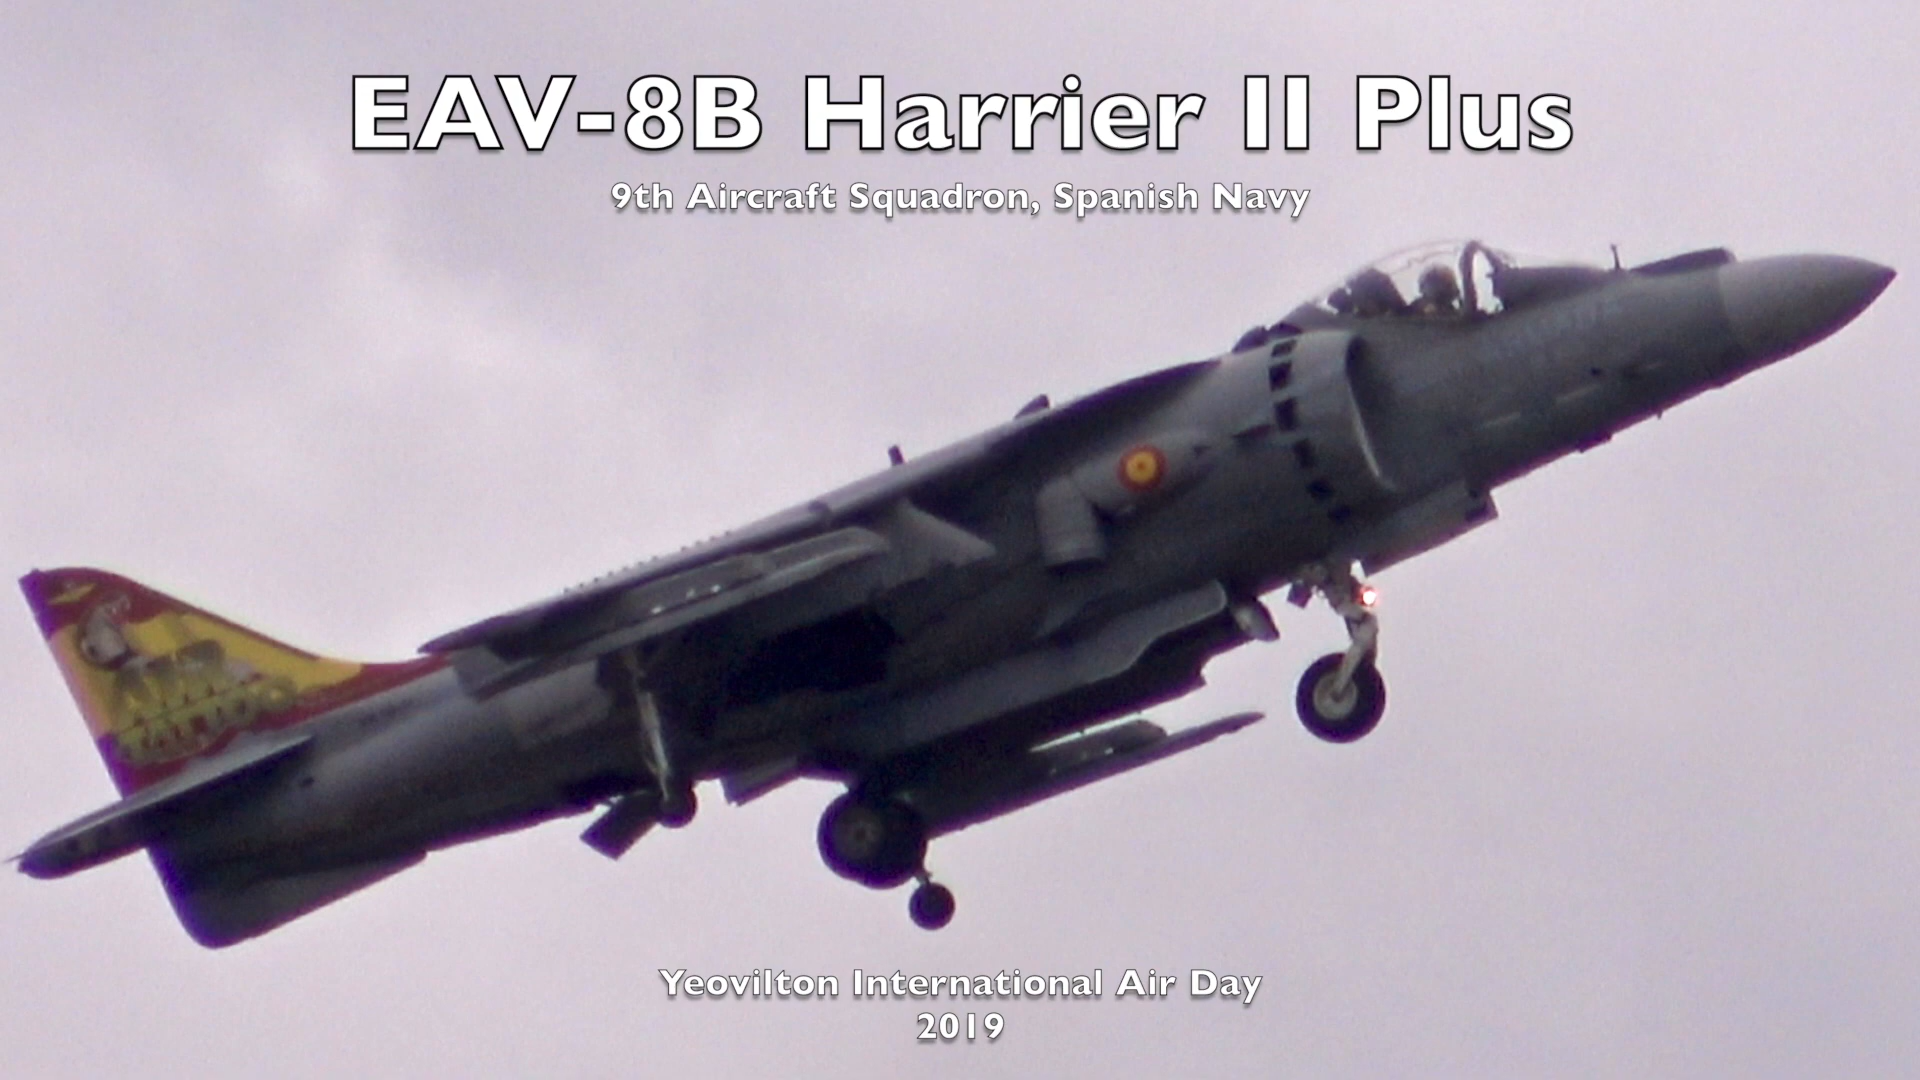 EAV-8B Harrier II Plus
9th Aircraft Squadron, Spanish Navy
Yeovilton International Air Day
2019